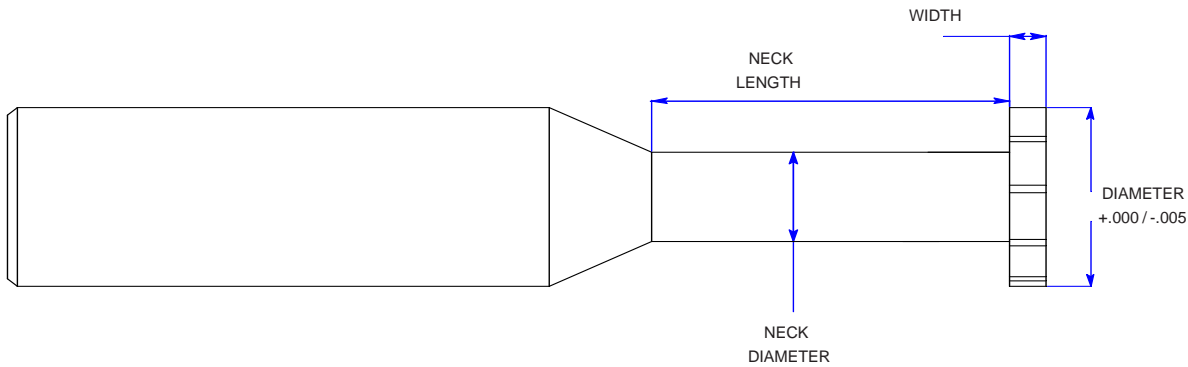 WIDTH
NECK
LENGTH
DIAMETER
+.000 / -.005
NECK
DIAMETER